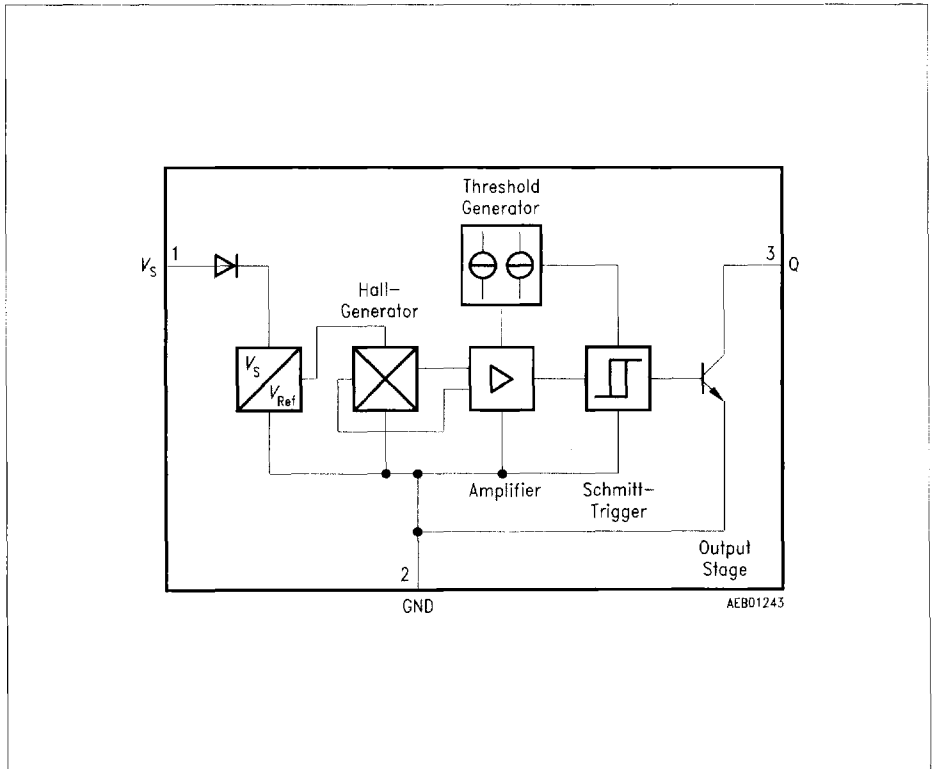 Threshold
Generator
1
V_S
3
Q
Hall-
Generator
V_S
V_Ref
Amplifier
Schmitt-
Trigger
Output
Stage
2
GND
AEB01243